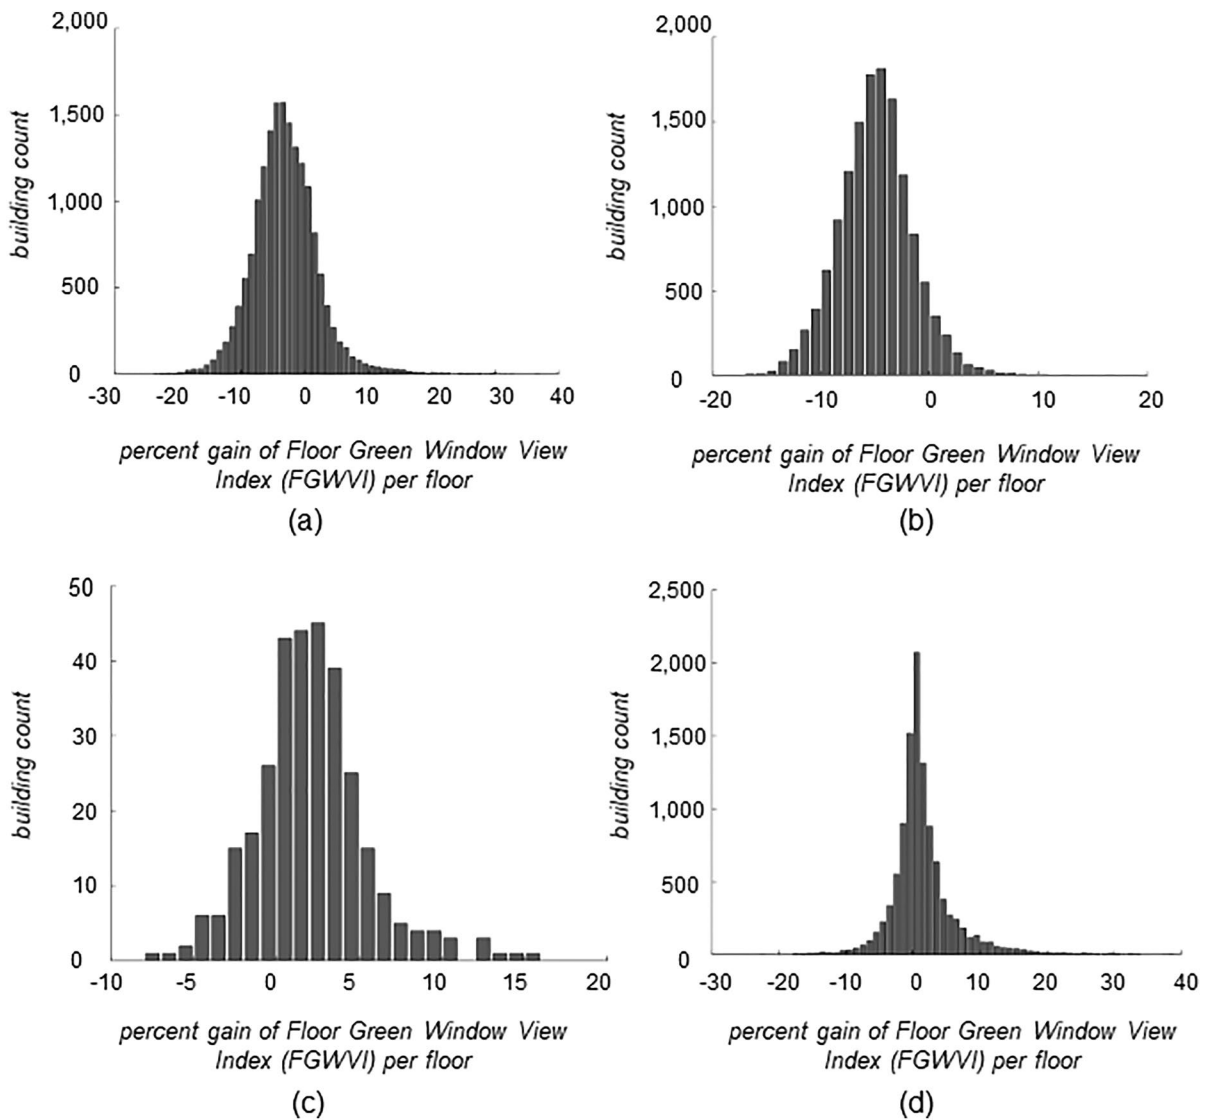 2,000
1,500
1,000
500
0
building count
-30 -20 -10 0 10 20 30 40
percent gain of Floor Green Window View
Index (FGWVI) per floor
(a)
2,000
1,500
1,000
500
0
building count
-20 -10 0 10 20
percent gain of Floor Green Window View
Index (FGWVI) per floor
(b)
50
40
30
20
10
0
building count
-10 -5 0 5 10 15 20
percent gain of Floor Green Window View
Index (FGWVI) per floor
(c)
2,500
2,000
1,500
1,000
500
0
building count
-30 -20 -10 0 10 20 30 40
percent gain of Floor Green Window View
Index (FGWVI) per floor
(d)